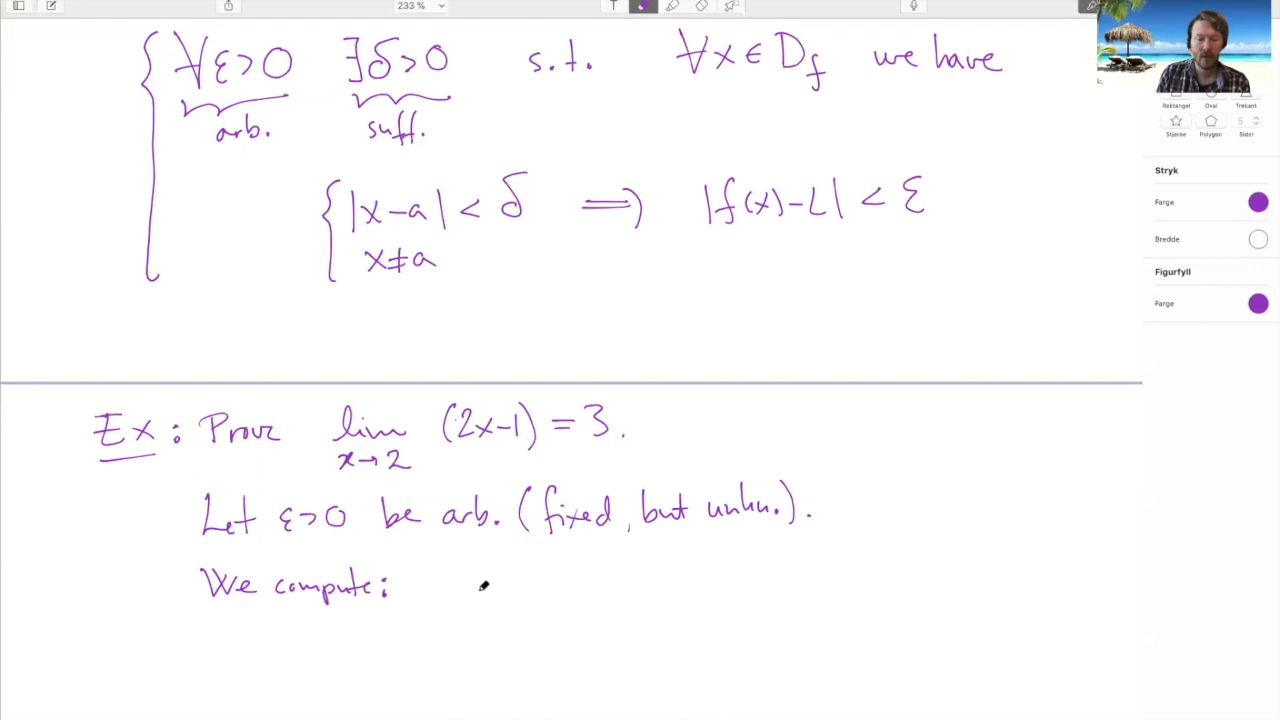 233 %
∀ε>0 ∃δ>0 s.t. ∀x∈D_f we have
arb. suff.
|x-a| < δ ⟹ |f(x)-L| < ε
x≠a
Ex: Prove lim (2x-1) = 3.
x→2
Let ε>0 be arb. (fixed, but unkn.).
We compute:
Rektangel Oval Trekant
5
Stjerne Polygon Sider
Stryk
Farge
Bredde
Figurfyll
Farge